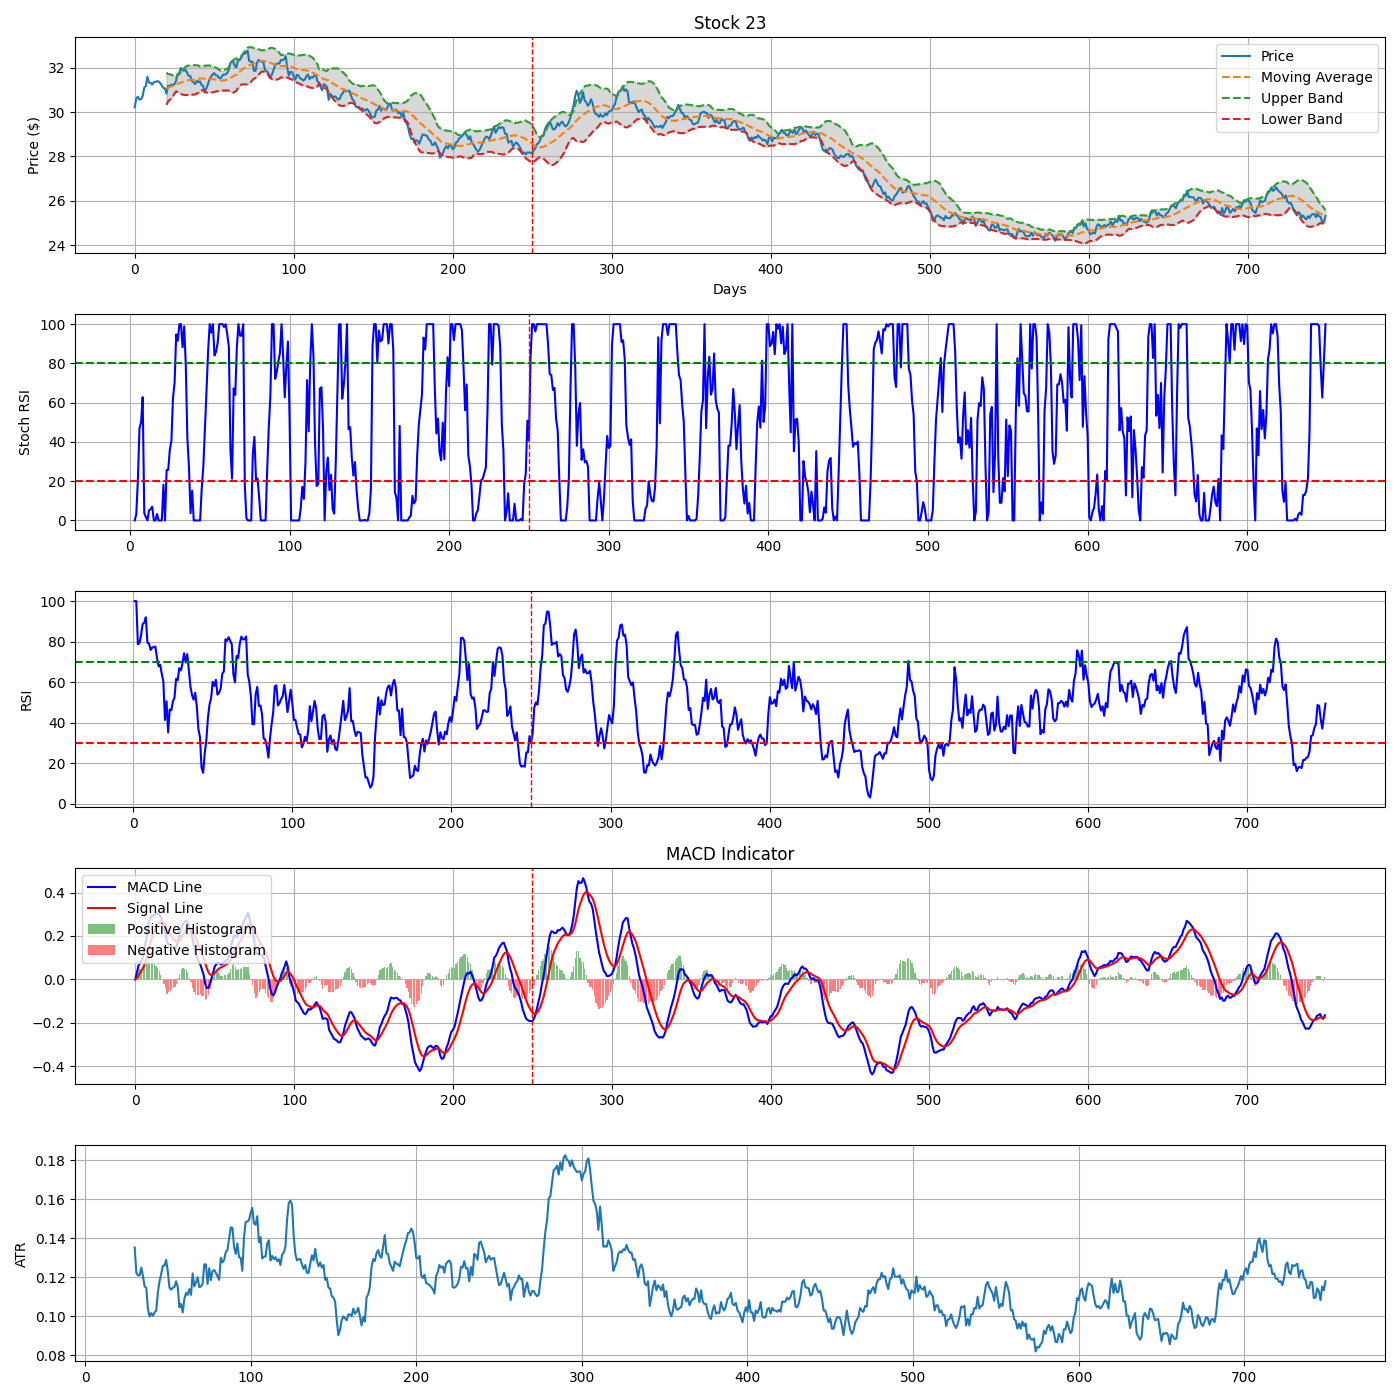 Stock 23
Price ($)
32
30
28
26
24
Price
Moving Average
Upper Band
Lower Band
0 100 200 300 400 500 600 700
Days
Stoch RSI
100
80
60
40
20
0
0 100 200 300 400 500 600 700
RSI
100
80
60
40
20
0
0 100 200 300 400 500 600 700
MACD Indicator
0.4
0.2
0.0
−0.2
−0.4
MACD Line
Signal Line
Positive Histogram
Negative Histogram
0 100 200 300 400 500 600 700
ATR
0.18
0.16
0.14
0.12
0.10
0.08
0 100 200 300 400 500 600 700